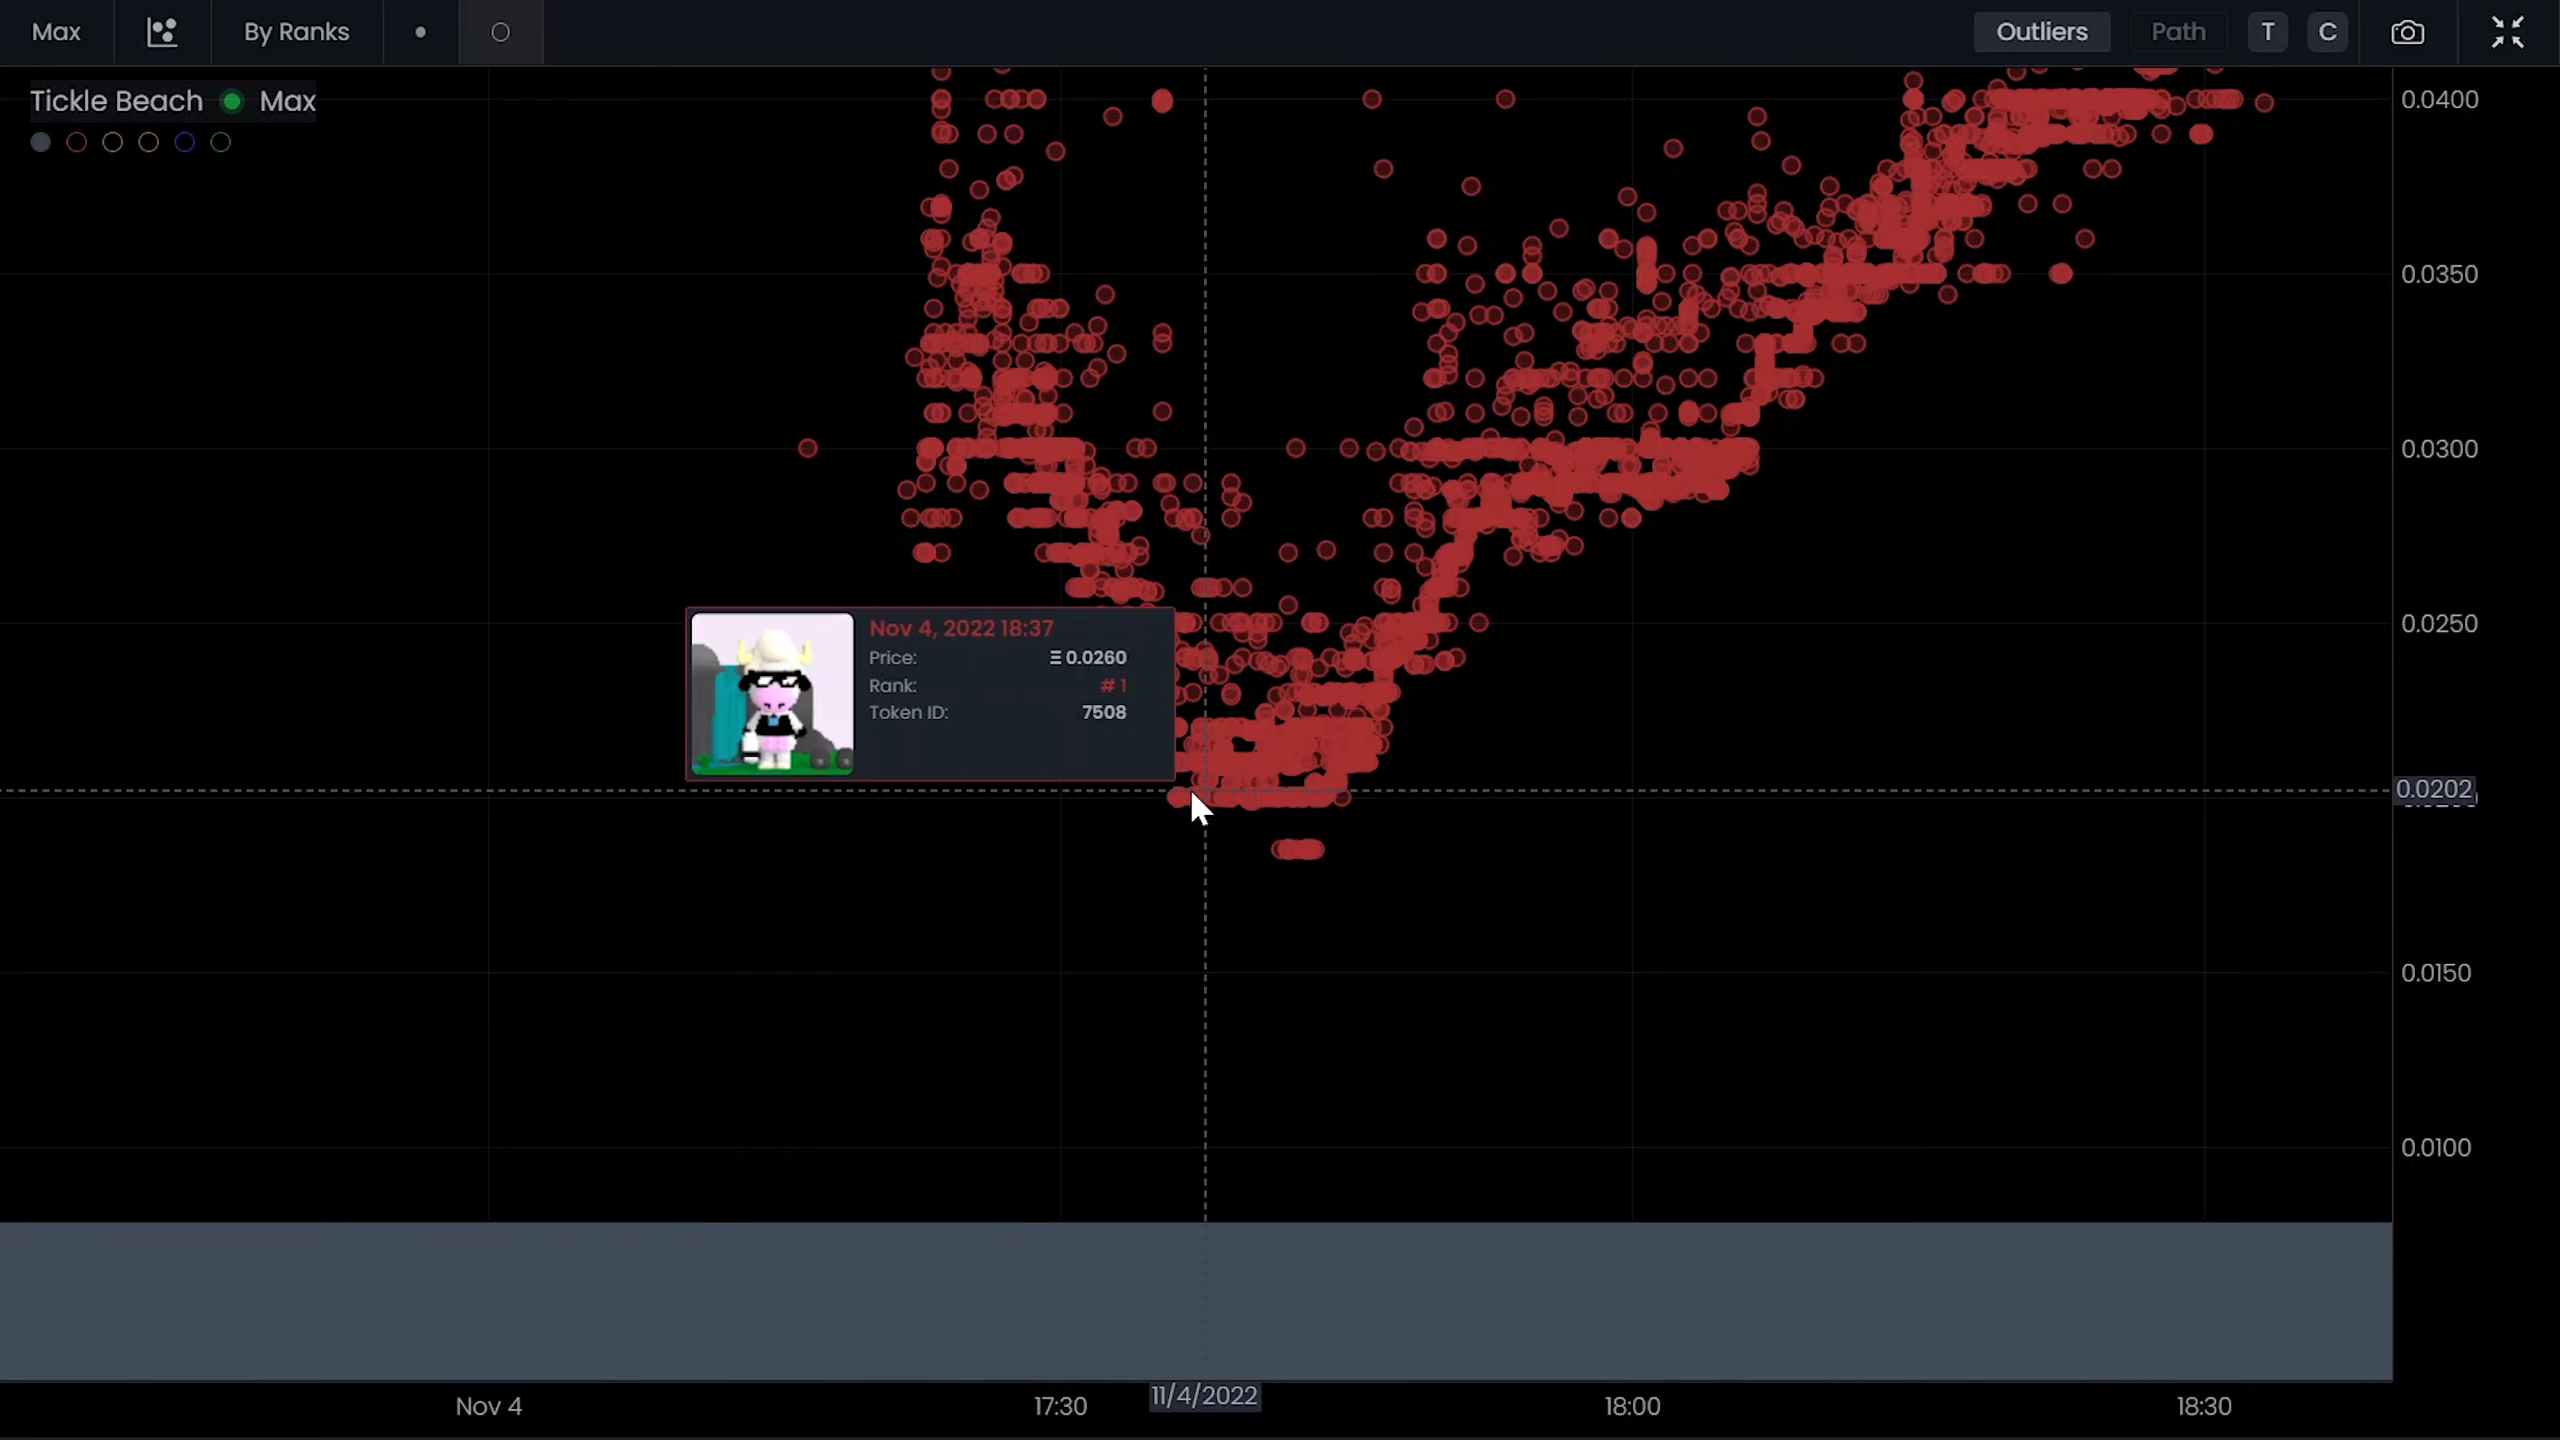 Max By Ranks Outliers Path T C
Tickle Beach Max
0.0400
0.0350
0.0300
0.0250
Nov 4, 2022 18:37
Price: Ξ 0.0260
Rank: # 1
Token ID: 7508
0.0202
0.0150
0.0100
Nov 4 17:30 11/4/2022 18:00 18:30